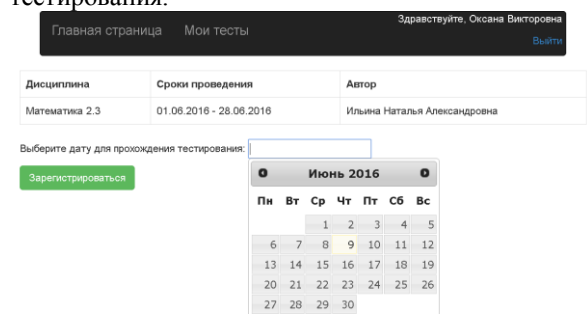 тестирования.
Главная страница Мои тесты
Здравствуйте, Оксана Викторовна
Выйти
Дисциплина Сроки проведения Автор
Математика 2.3 01.06.2016 - 28.06.2016 Ильина Наталья Александровна
Выберите дату для прохождения тестирования:
Зарегистрироваться
Июнь 2016
Пн Вт Ср Чт Пт Сб Вс
1 2 3 4 5
6 7 8 9 10 11 12
13 14 15 16 17 18 19
20 21 22 23 24 25 26
27 28 29 30